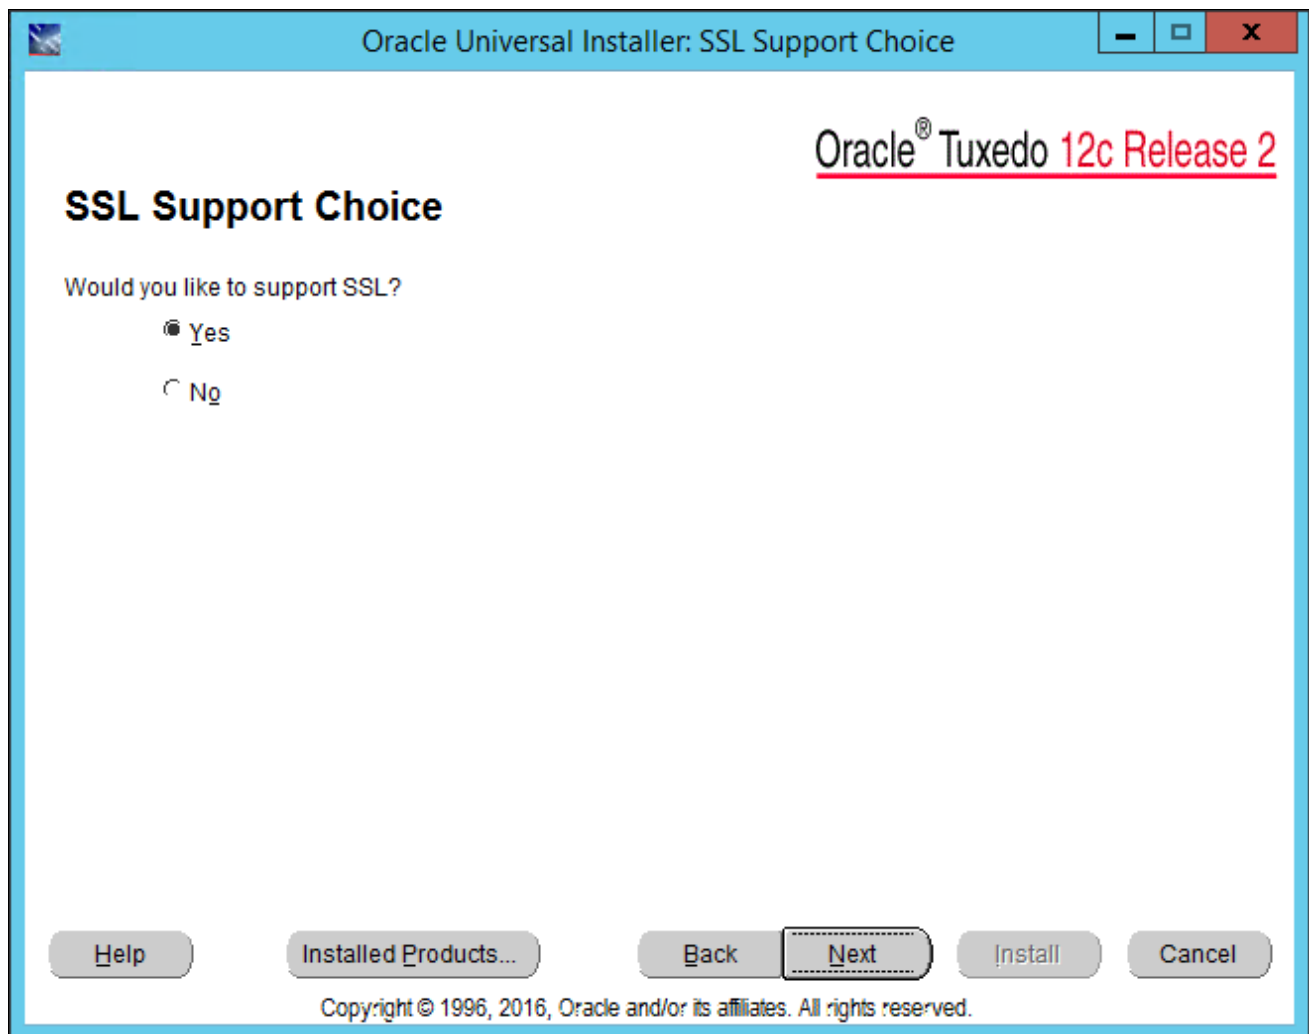 Oracle Universal Installer: SSL Support Choice
Oracle® Tuxedo 12c Release 2
SSL Support Choice
Would you like to support SSL?
Yes
No
Help Installed Products... Back Next Install Cancel
Copyright © 1996, 2016, Oracle and/or its affiliates. All rights reserved.